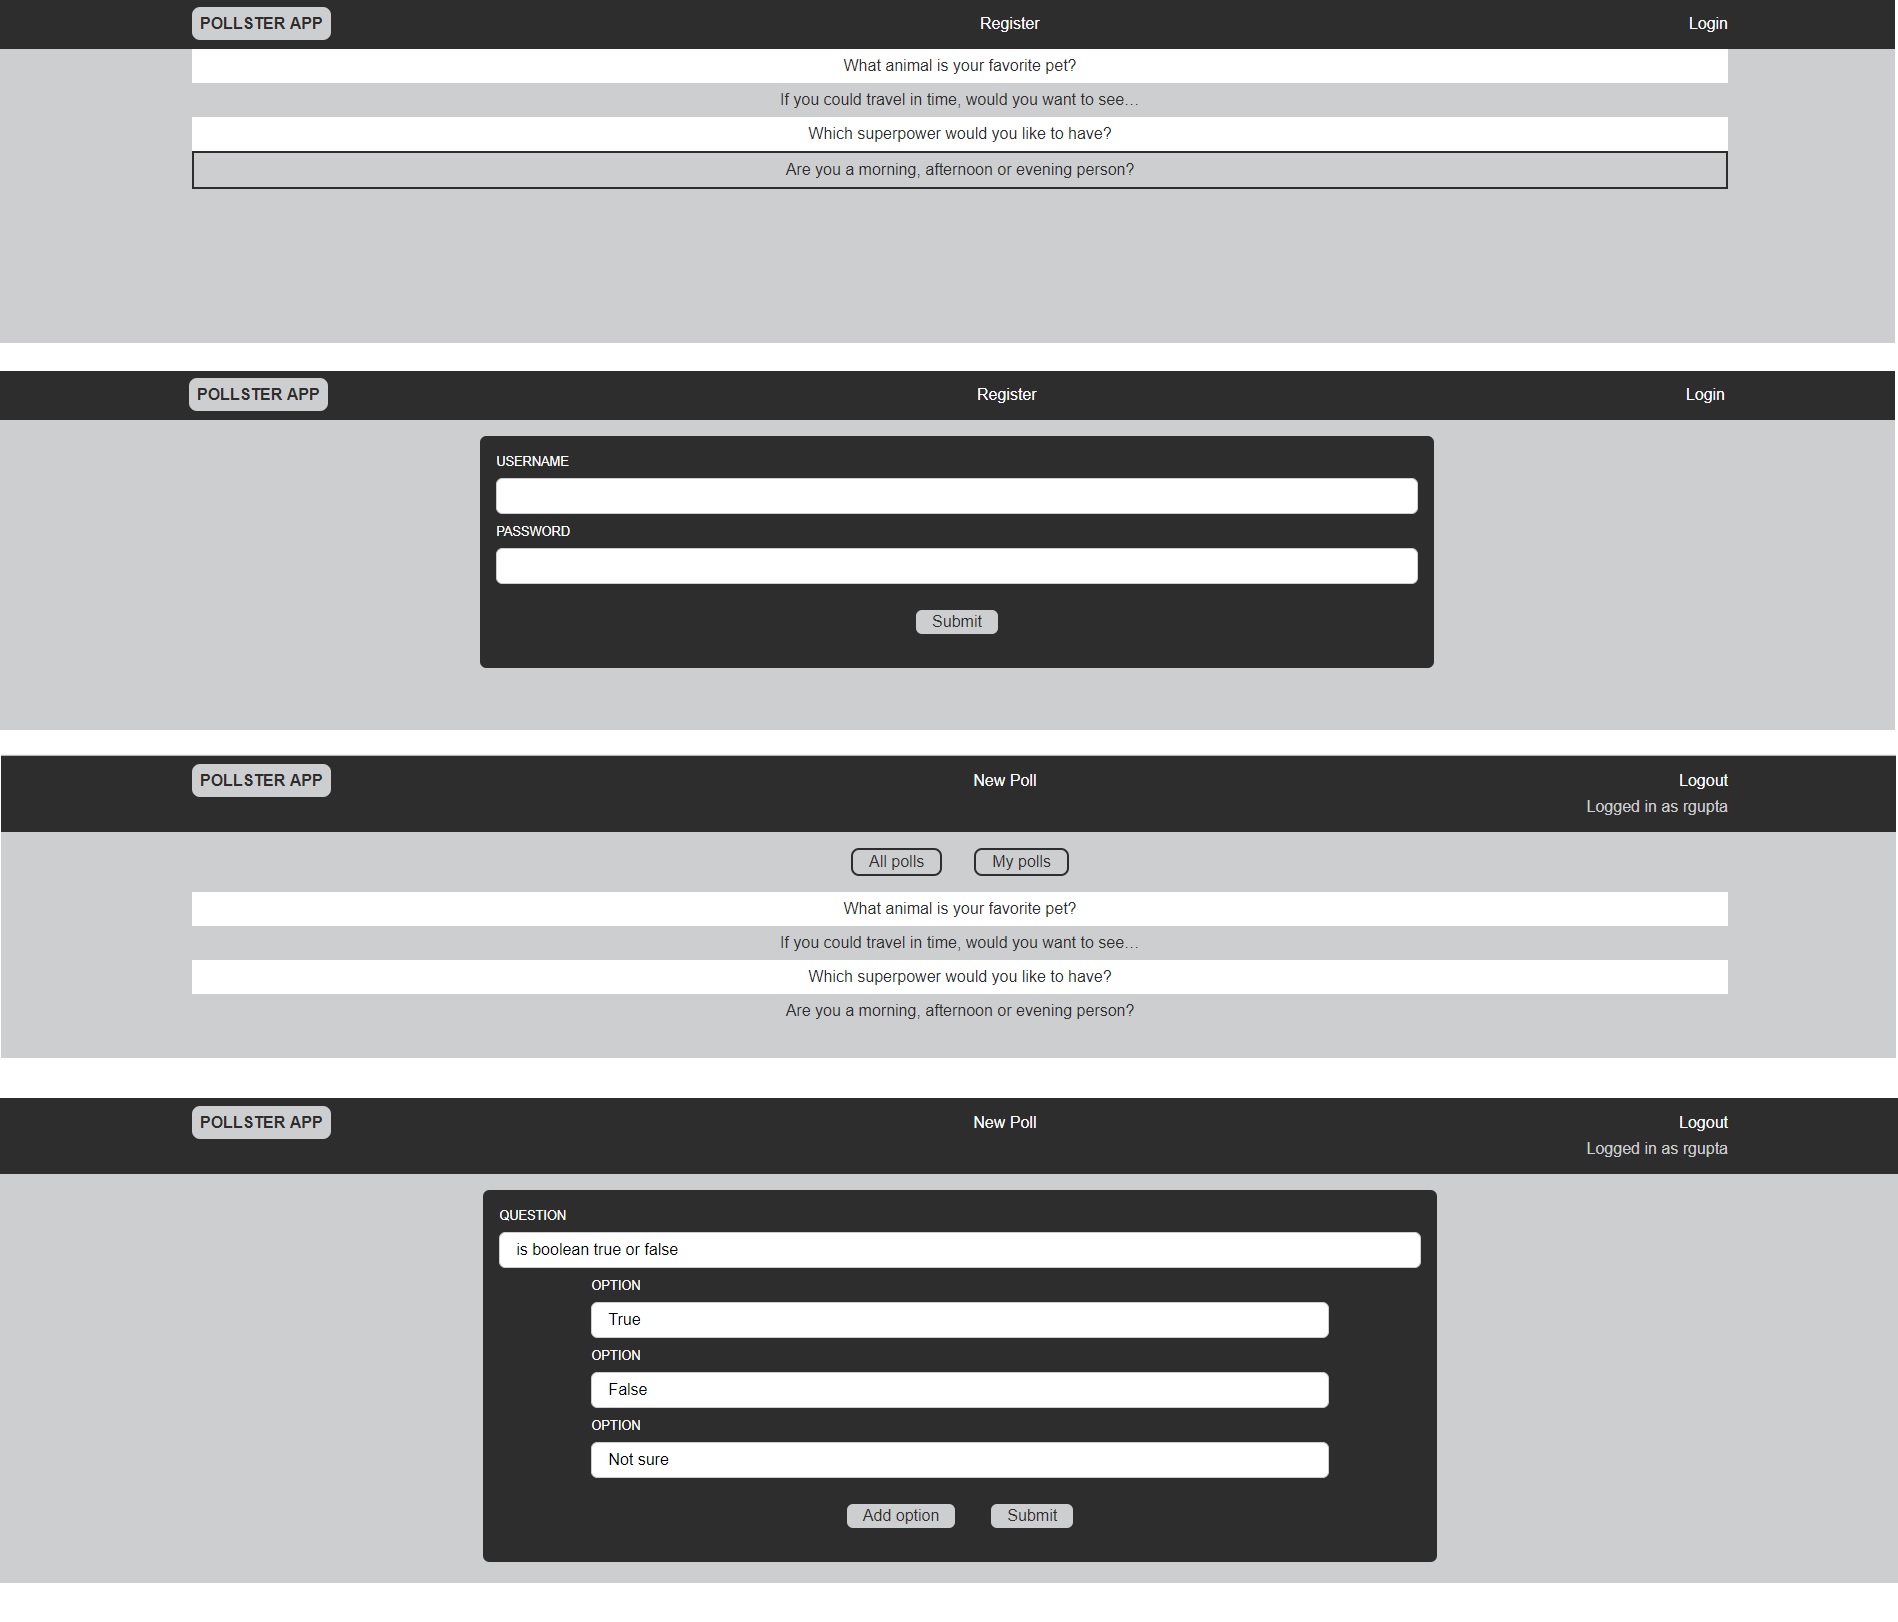 POLLSTER APP Register Login
What animal is your favorite pet?
If you could travel in time, would you want to see...
Which superpower would you like to have?
Are you a morning, afternoon or evening person?
POLLSTER APP Register Login
USERNAME
PASSWORD
Submit
POLLSTER APP New Poll Logout
Logged in as rgupta
All polls My polls
What animal is your favorite pet?
If you could travel in time, would you want to see...
Which superpower would you like to have?
Are you a morning, afternoon or evening person?
POLLSTER APP New Poll Logout
Logged in as rgupta
QUESTION
is boolean true or false
OPTION
True
OPTION
False
OPTION
Not sure
Add option Submit